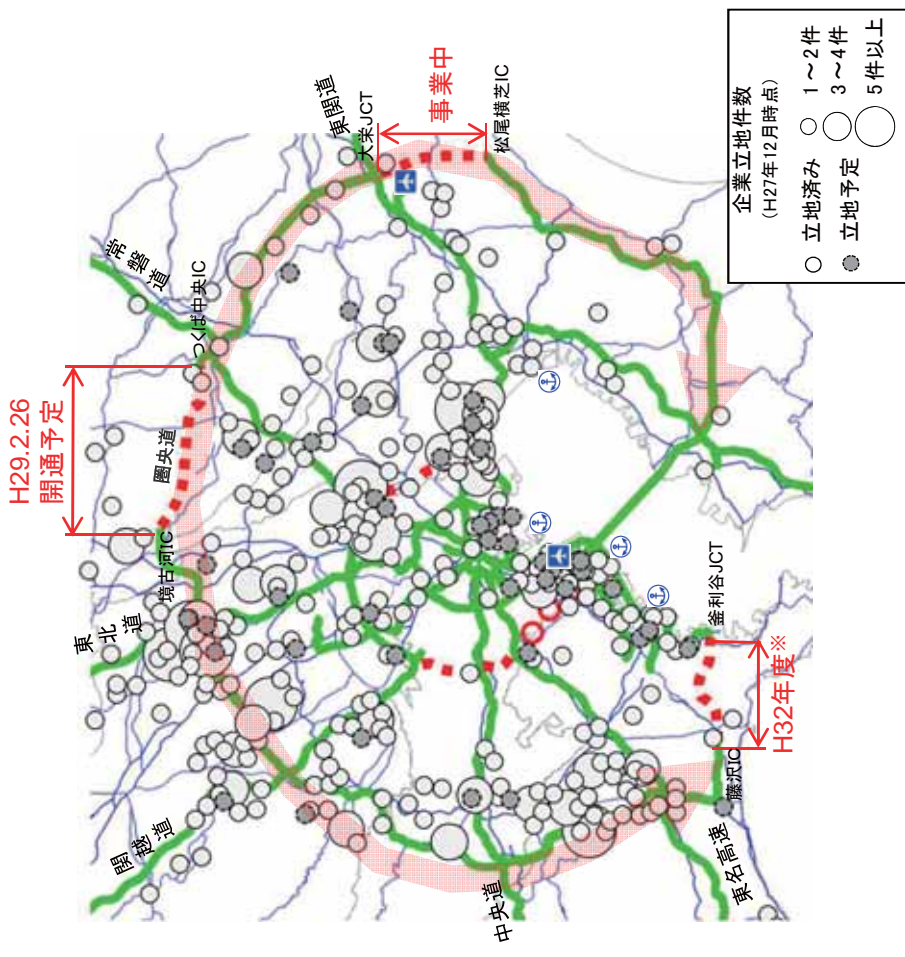 H29.2.26
開通予定
常磐道
つくば中央IC
圏央道
境古河IC
東北道
関越道
中央道
東名高速
藤沢IC
H32年度※
釜利谷JCT
東関道
大栄JCT
事業中
松尾横芝IC
企業立地件数
(H27年12月時点)
立地済み
立地予定
1～2件
3～4件
5件以上